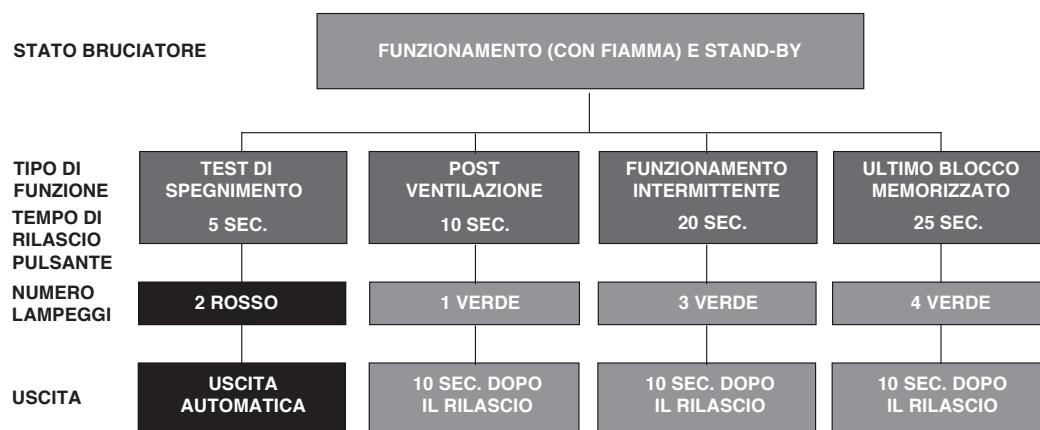 STATO BRUCIATORE
FUNZIONAMENTO (CON FIAMMA) E STAND-BY
TIPO DI
FUNZIONE
TEST DI
SPEGNIMENTO
POST
VENTILAZIONE
FUNZIONAMENTO
INTERMITTENTE
ULTIMO BLOCCO
MEMORIZZATO
TEMPO DI
RILASCIO
PULSANTE
5 SEC.
10 SEC.
20 SEC.
25 SEC.
NUMERO
LAMPEGGI
2 ROSSO
1 VERDE
3 VERDE
4 VERDE
USCITA
USCITA
AUTOMATICA
10 SEC. DOPO
IL RILASCIO
10 SEC. DOPO
IL RILASCIO
10 SEC. DOPO
IL RILASCIO